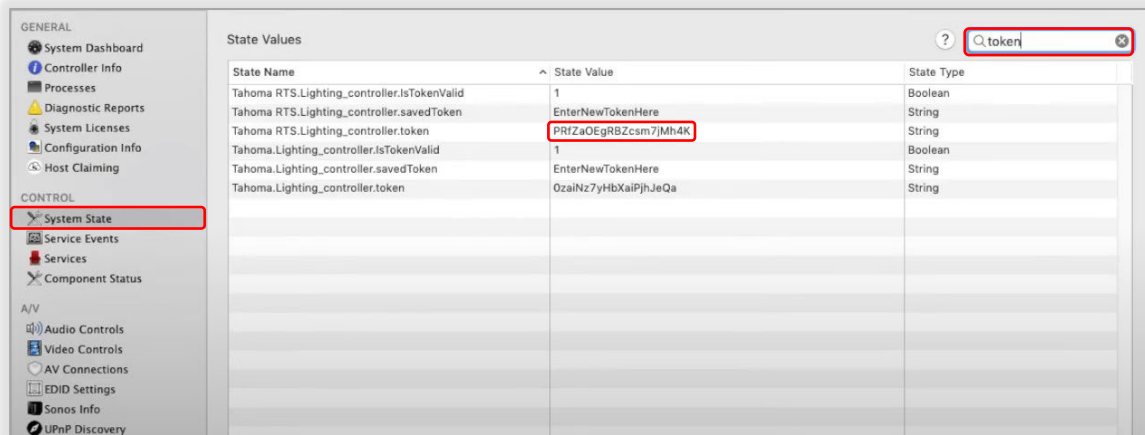 GENERAL
System Dashboard
Controller Info
Processes
Diagnostic Reports
System Licenses
Configuration Info
Host Claiming
CONTROL
System State
Service Events
Services
Component Status
A/V
Audio Controls
Video Controls
AV Connections
EDID Settings
Sonos Info
UPnP Discovery
State Values ? token
State Name State Value State Type
Tahoma RTS.Lighting_controller.IsTokenValid 1 Boolean
Tahoma RTS.Lighting_controller.savedToken EnterNewTokenHere String
Tahoma RTS.Lighting_controller.token PRfZaOEgRBZcsm7jMh4K String
Tahoma.Lighting_controller.IsTokenValid 1 Boolean
Tahoma.Lighting_controller.savedToken EnterNewTokenHere String
Tahoma.Lighting_controller.token 0zaiNz7yHbXaiPjhJeQa String